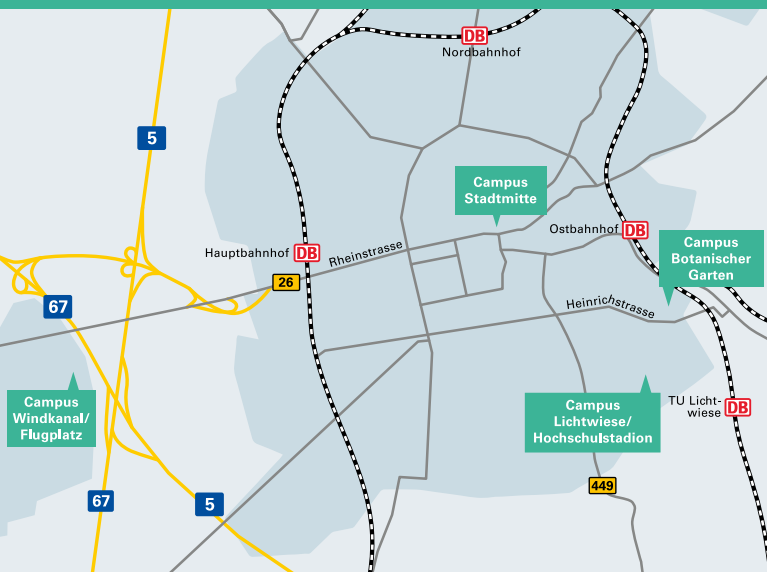 DB
Nordbahnhof
5
Campus
Stadtmitte
Ostbahnhof DB
Campus
Botanischer
Garten
Hauptbahnhof DB
Rheinstrasse
26
67
Heinrichstrasse
Campus
Windkanal/
Flugplatz
Campus
Lichtwiese/
Hochschulstadion
TU Licht-
wiese DB
449
67
5